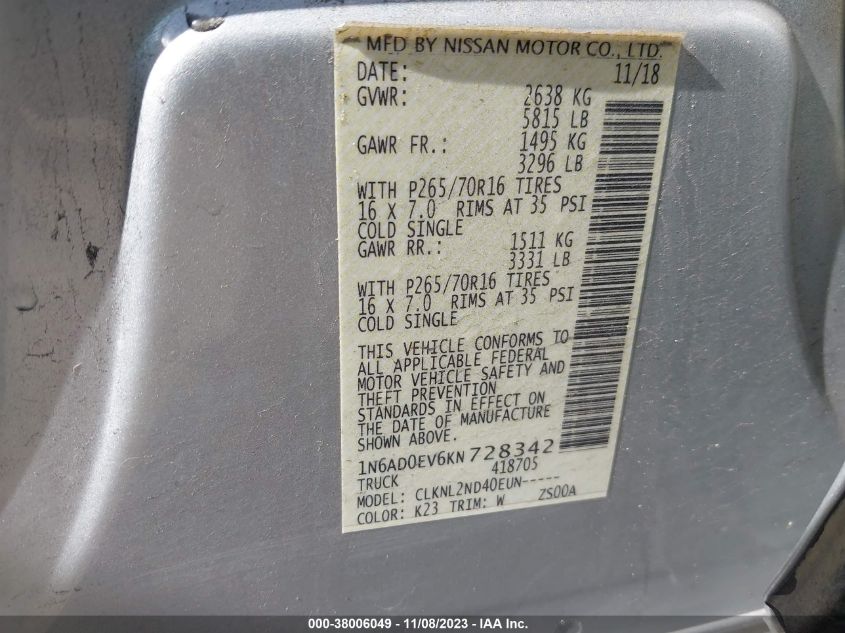 MFD BY NISSAN MOTOR CO., LTD.
DATE: 11/18
GVWR: 2638 KG
5815 LB
GAWR FR.: 1495 KG
3296 LB
WITH P265/70R16 TIRES
16 X 7.0 RIMS AT 35 PSI
COLD SINGLE
GAWR RR.: 1511 KG
3331 LB
WITH P265/70R16 TIRES
16 X 7.0 RIMS AT 35 PSI
COLD SINGLE
THIS VEHICLE CONFORMS TO
ALL APPLICABLE FEDERAL
MOTOR VEHICLE SAFETY AND
THEFT PREVENTION
STANDARDS IN EFFECT ON
THE DATE OF MANUFACTURE
SHOWN ABOVE.
1N6AD0EV6KN728342
TRUCK 418705
MODEL: CLKNL2ND40EUN-----
COLOR: K23 TRIM: W ZS00A
000-38006049 - 11/08/2023 - IAA Inc.